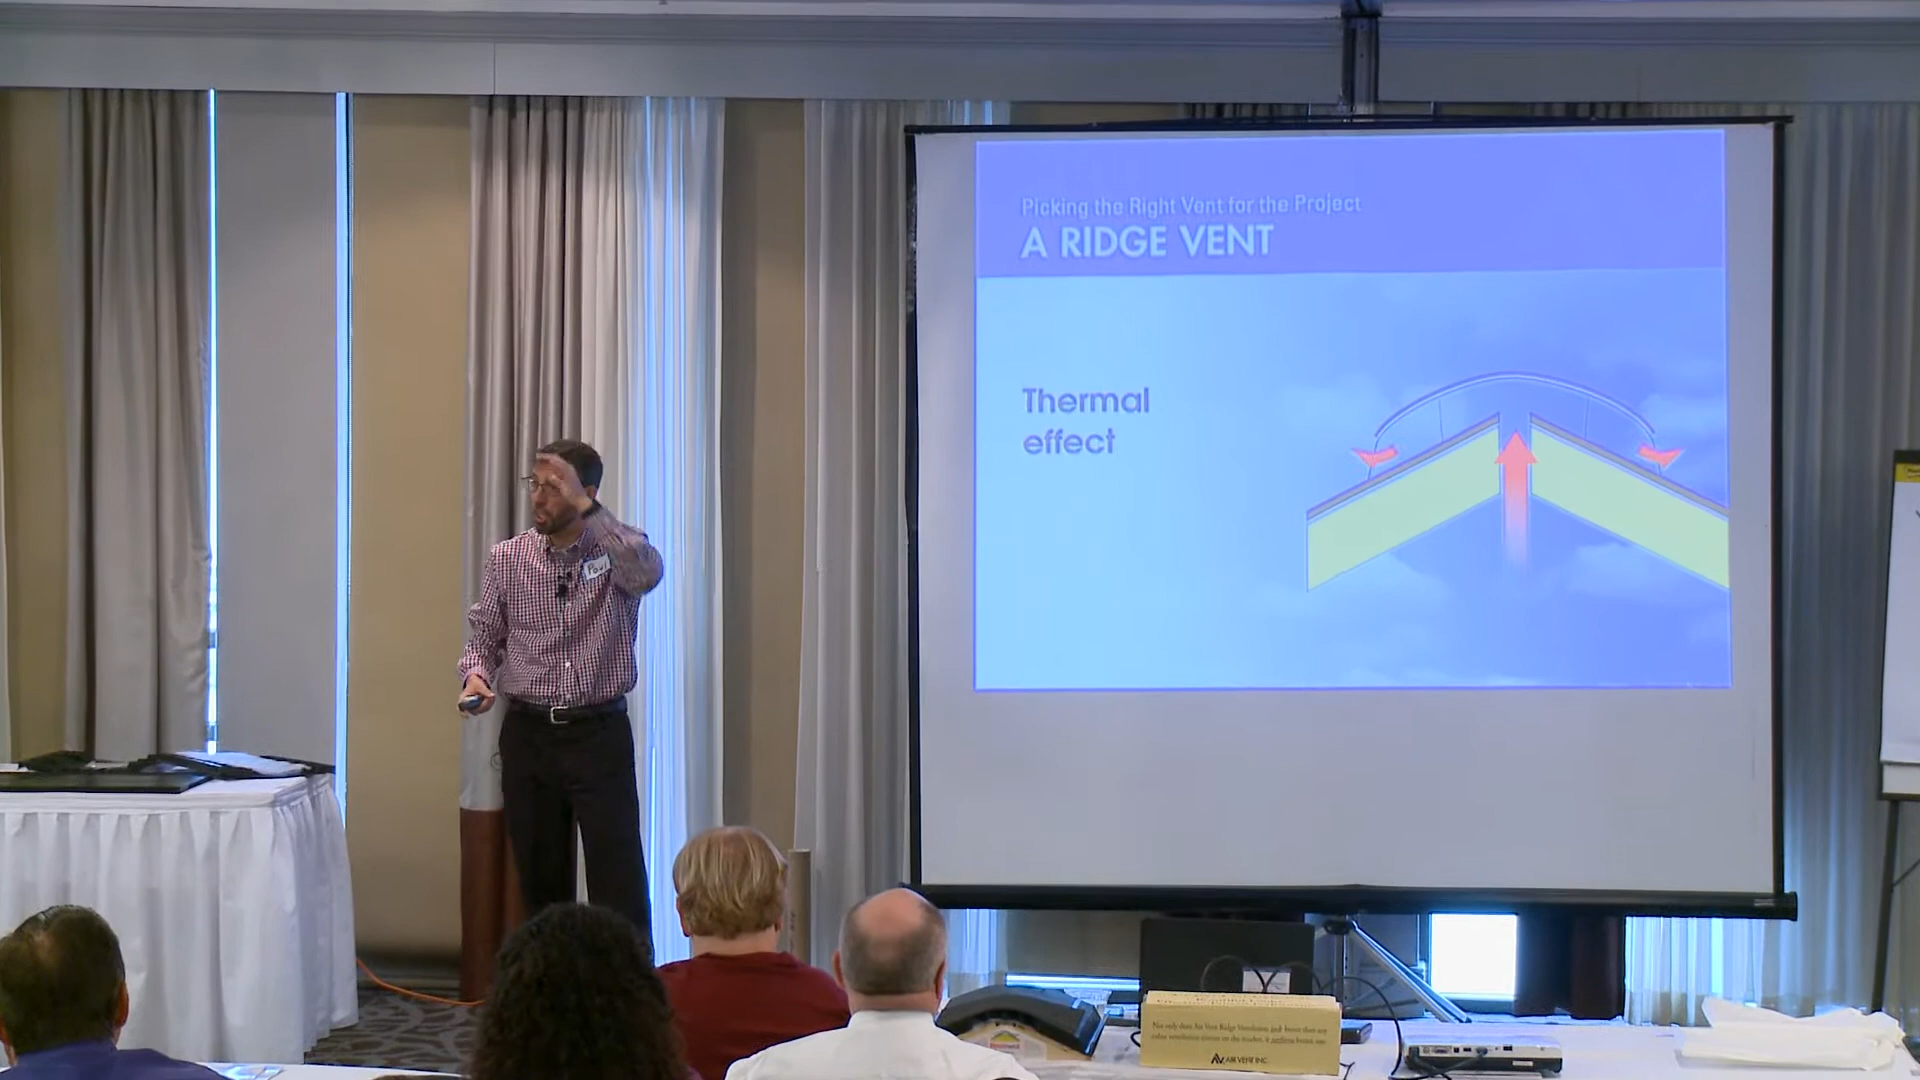 Picking the Right Vent for the Project
A RIDGE VENT
Thermal
effect
Paul
AIR VENT INC.